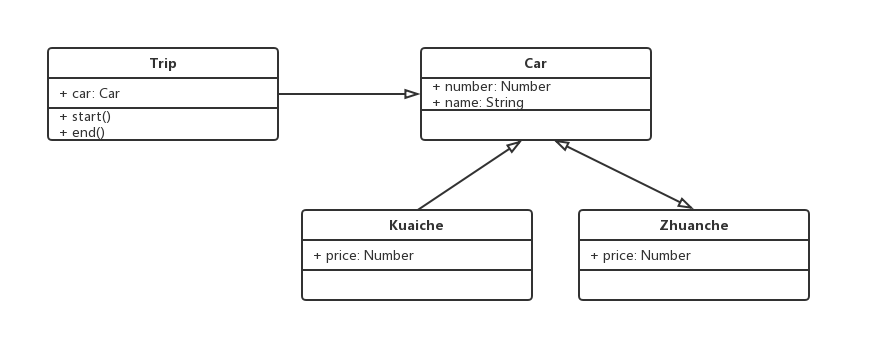 Trip
+ car: Car
+ start()
+ end()
Car
+ number: Number
+ name: String
Kuaiche
+ price: Number
Zhuanche
+ price: Number